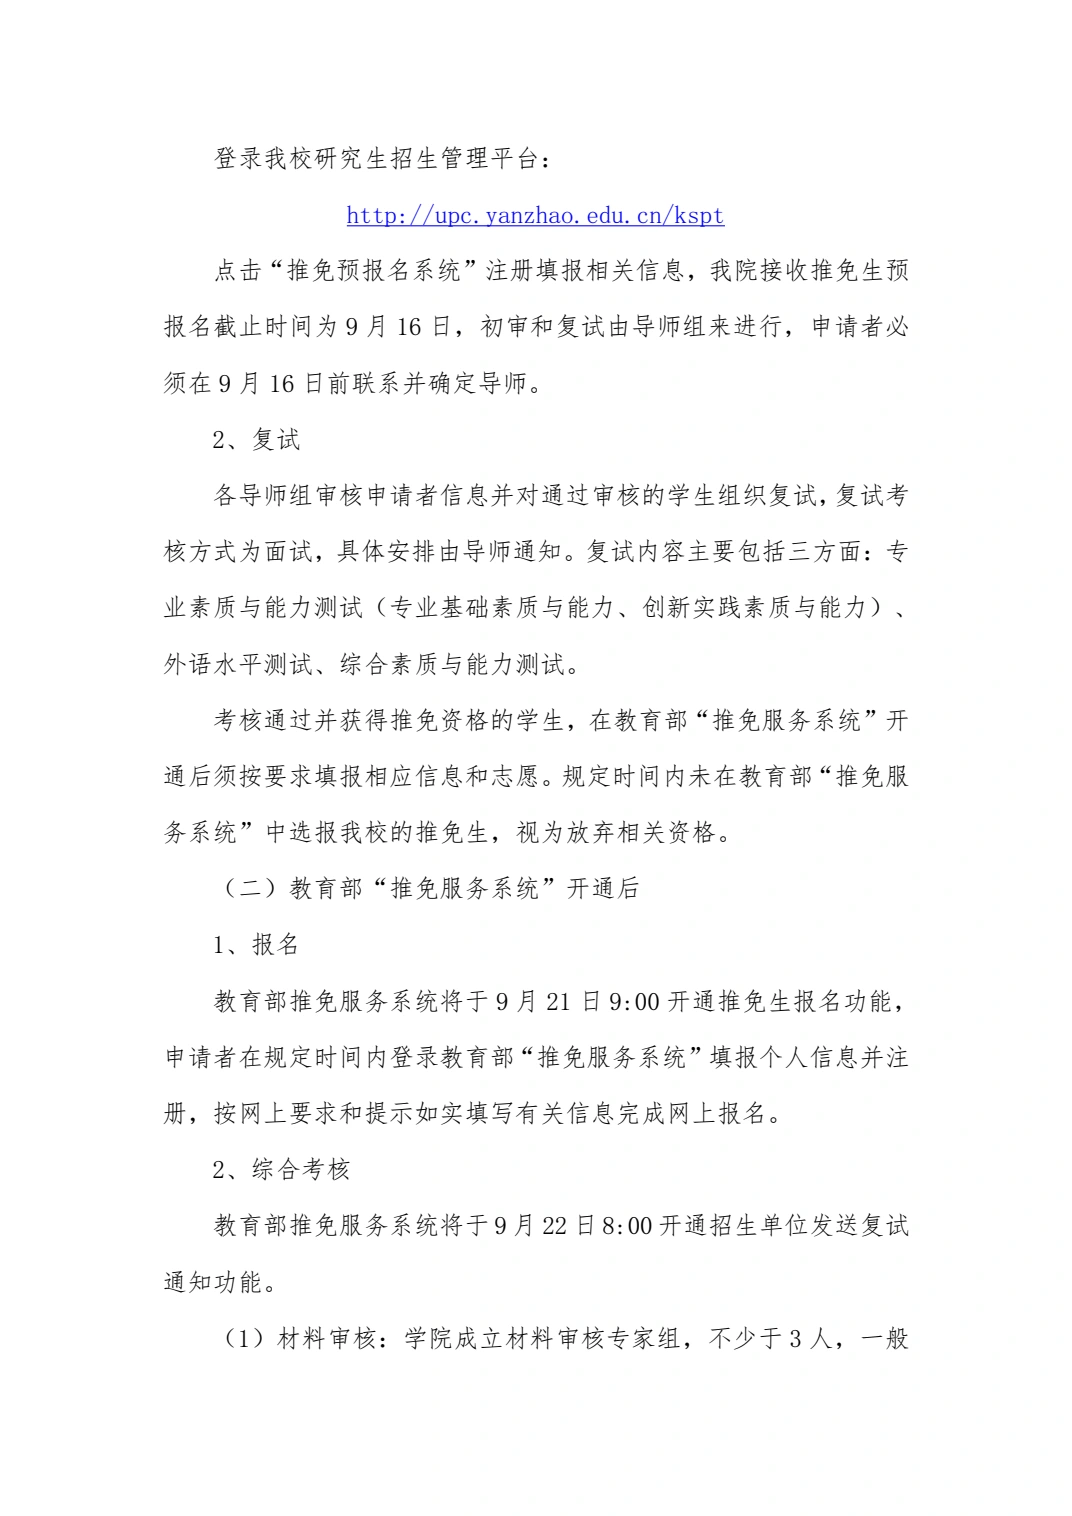 登录我校研究生招生管理平台：
http://upc.yanzhao.edu.cn/kspt
点击“推免预报名系统”注册填报相关信息，我院接收推免生预
报名截止时间为 9 月 16 日，初审和复试由导师组来进行，申请者必
须在 9 月 16 日前联系并确定导师。
2、复试
各导师组审核申请者信息并对通过审核的学生组织复试，复试考
核方式为面试，具体安排由导师通知。复试内容主要包括三方面：专
业素质与能力测试（专业基础素质与能力、创新实践素质与能力）、
外语水平测试、综合素质与能力测试。
考核通过并获得推免资格的学生，在教育部“推免服务系统”开
通后须按要求填报相应信息和志愿。规定时间内未在教育部“推免服
务系统”中选报我校的推免生，视为放弃相关资格。
（二）教育部“推免服务系统”开通后
1、报名
教育部推免服务系统将于 9 月 21 日 9:00 开通推免生报名功能，
申请者在规定时间内登录教育部“推免服务系统”填报个人信息并注
册，按网上要求和提示如实填写有关信息完成网上报名。
2、综合考核
教育部推免服务系统将于 9 月 22 日 8:00 开通招生单位发送复试
通知功能。
（1）材料审核：学院成立材料审核专家组，不少于 3 人，一般